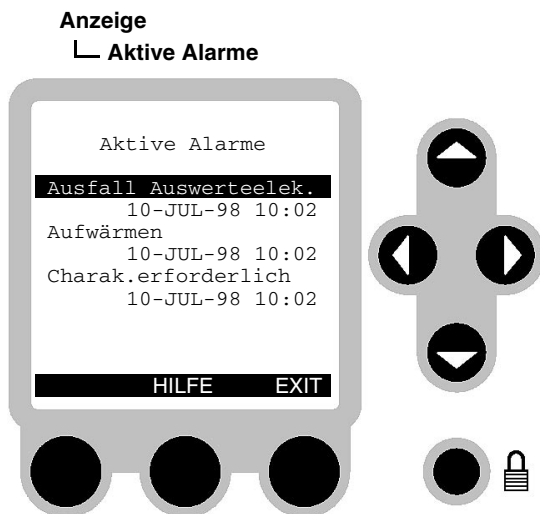 Anzeige
Aktive Alarme
Aktive Alarme
Ausfall Auswerteelek.
10-JUL-98 10:02
Aufwärmen
10-JUL-98 10:02
Charak.erforderlich
10-JUL-98 10:02
HILFE EXIT